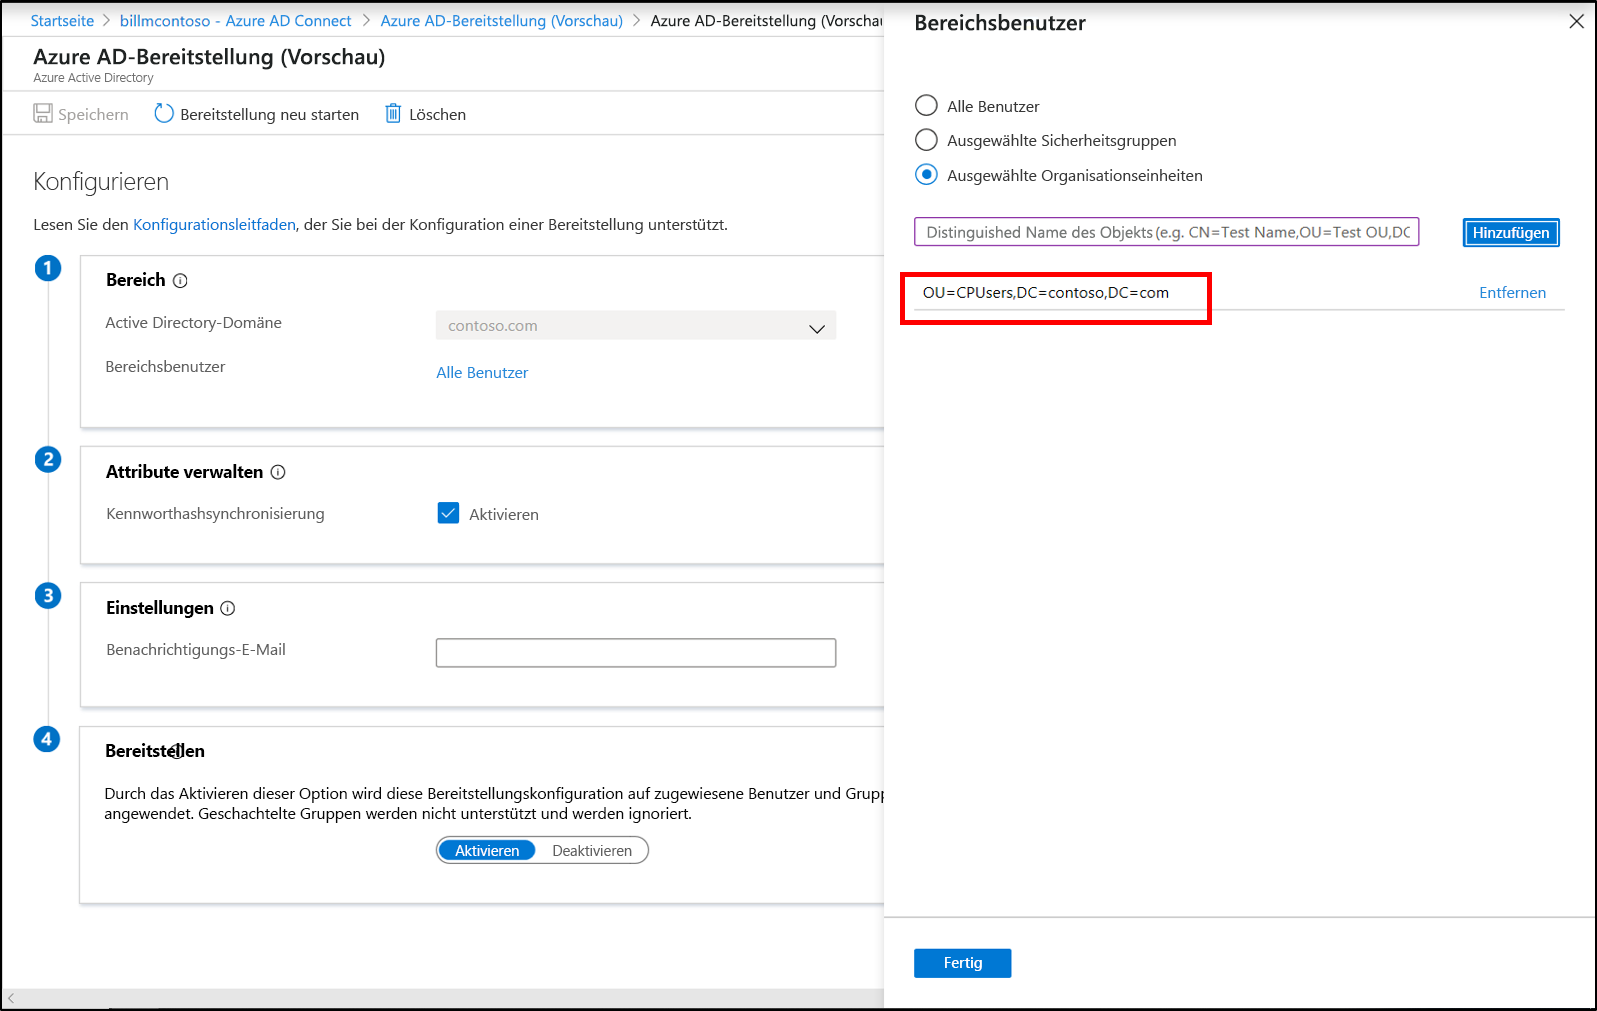 Startseite > billmcontoso - Azure AD Connect > Azure AD-Bereitstellung (Vorschau) > Azure AD-Bereitstellung (Vorschau
Azure AD-Bereitstellung (Vorschau)
Azure Active Directory
Speichern Bereitstellung neu starten Löschen
Konfigurieren
Lesen Sie den Konfigurationsleitfaden, der Sie bei der Konfiguration einer Bereitstellung unterstützt.
1 Bereich
Active Directory-Domäne contoso.com
Bereichsbenutzer Alle Benutzer
2 Attribute verwalten
Kennworthashsynchronisierung Aktivieren
3 Einstellungen
Benachrichtigungs-E-Mail
4 Bereitstellen
Durch das Aktivieren dieser Option wird diese Bereitstellungskonfiguration auf zugewiesene Benutzer und Grupp
angewendet. Geschachtelte Gruppen werden nicht unterstützt und werden ignoriert.
Aktivieren Deaktivieren
Bereichsbenutzer
Alle Benutzer
Ausgewählte Sicherheitsgruppen
Ausgewählte Organisationseinheiten
Distinguished Name des Objekts (e.g. CN=Test Name,OU=Test OU,DC Hinzufügen
OU=CPUsers,DC=contoso,DC=com Entfernen
Fertig